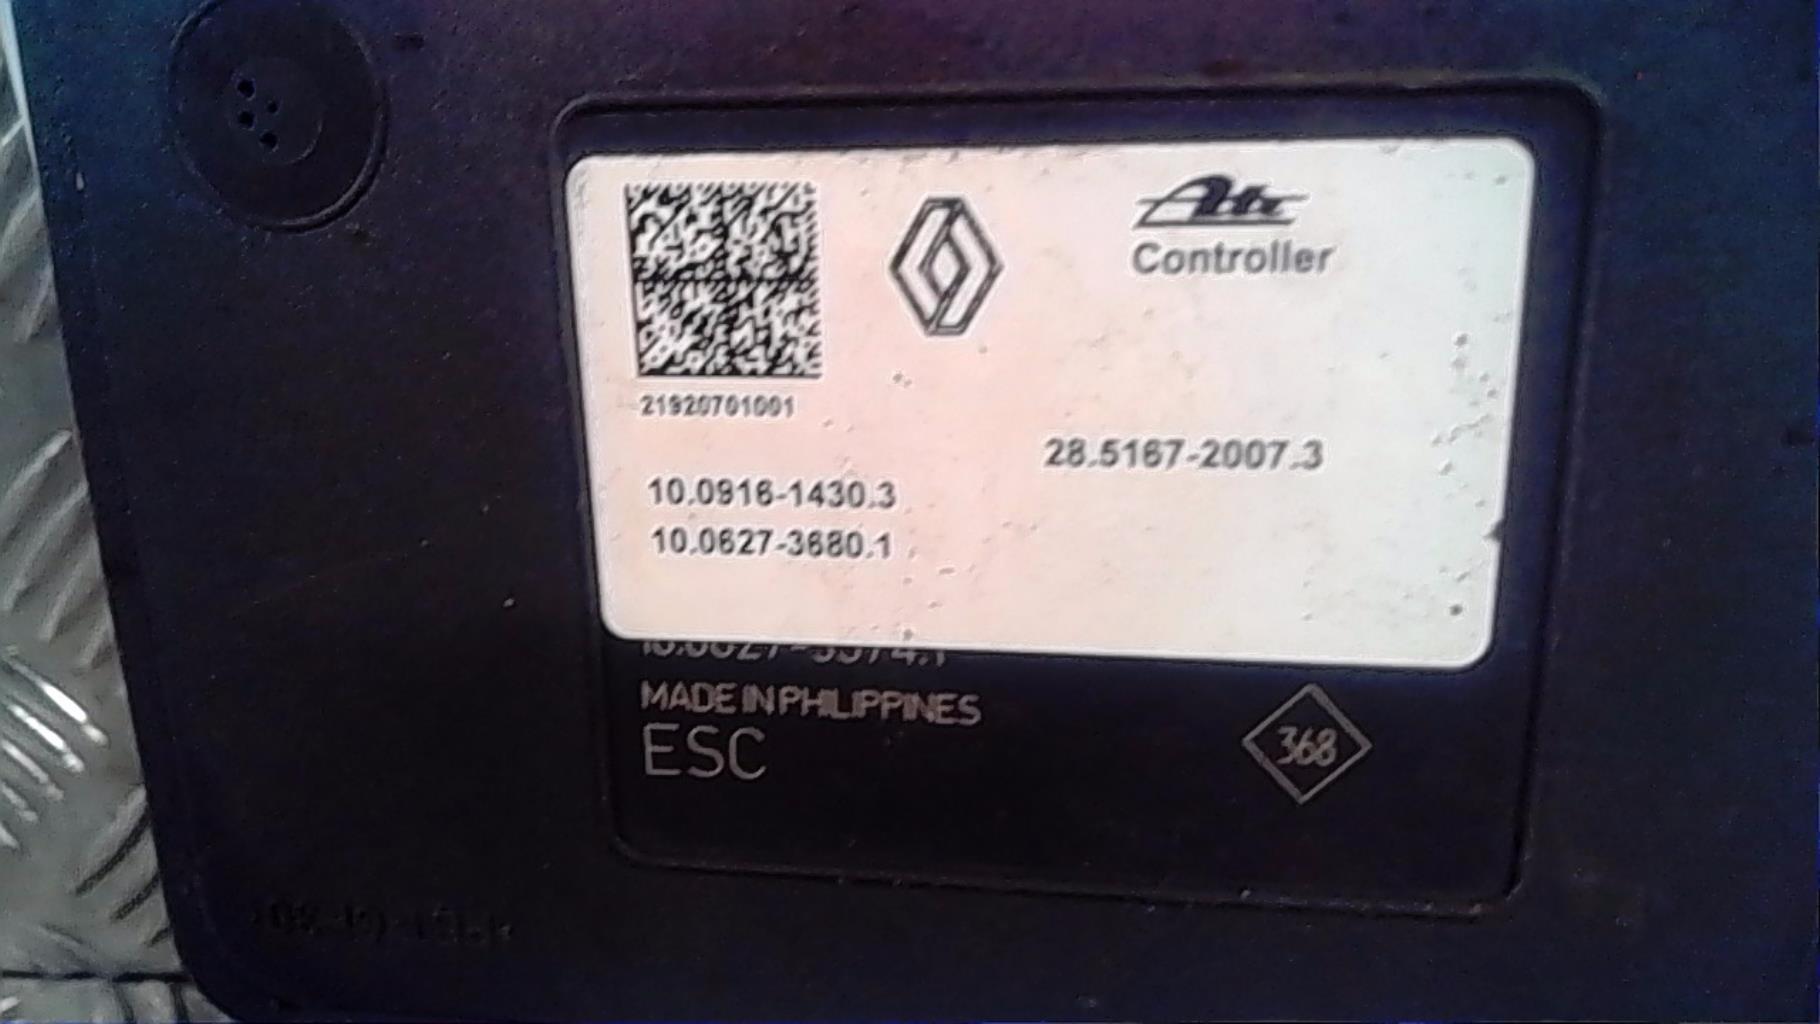 Ate
Controller
21920701001
28.5167-2007.3
10.0916-1430.3
10.0627-3680.1
MADE IN PHILIPPINES
ESC
368